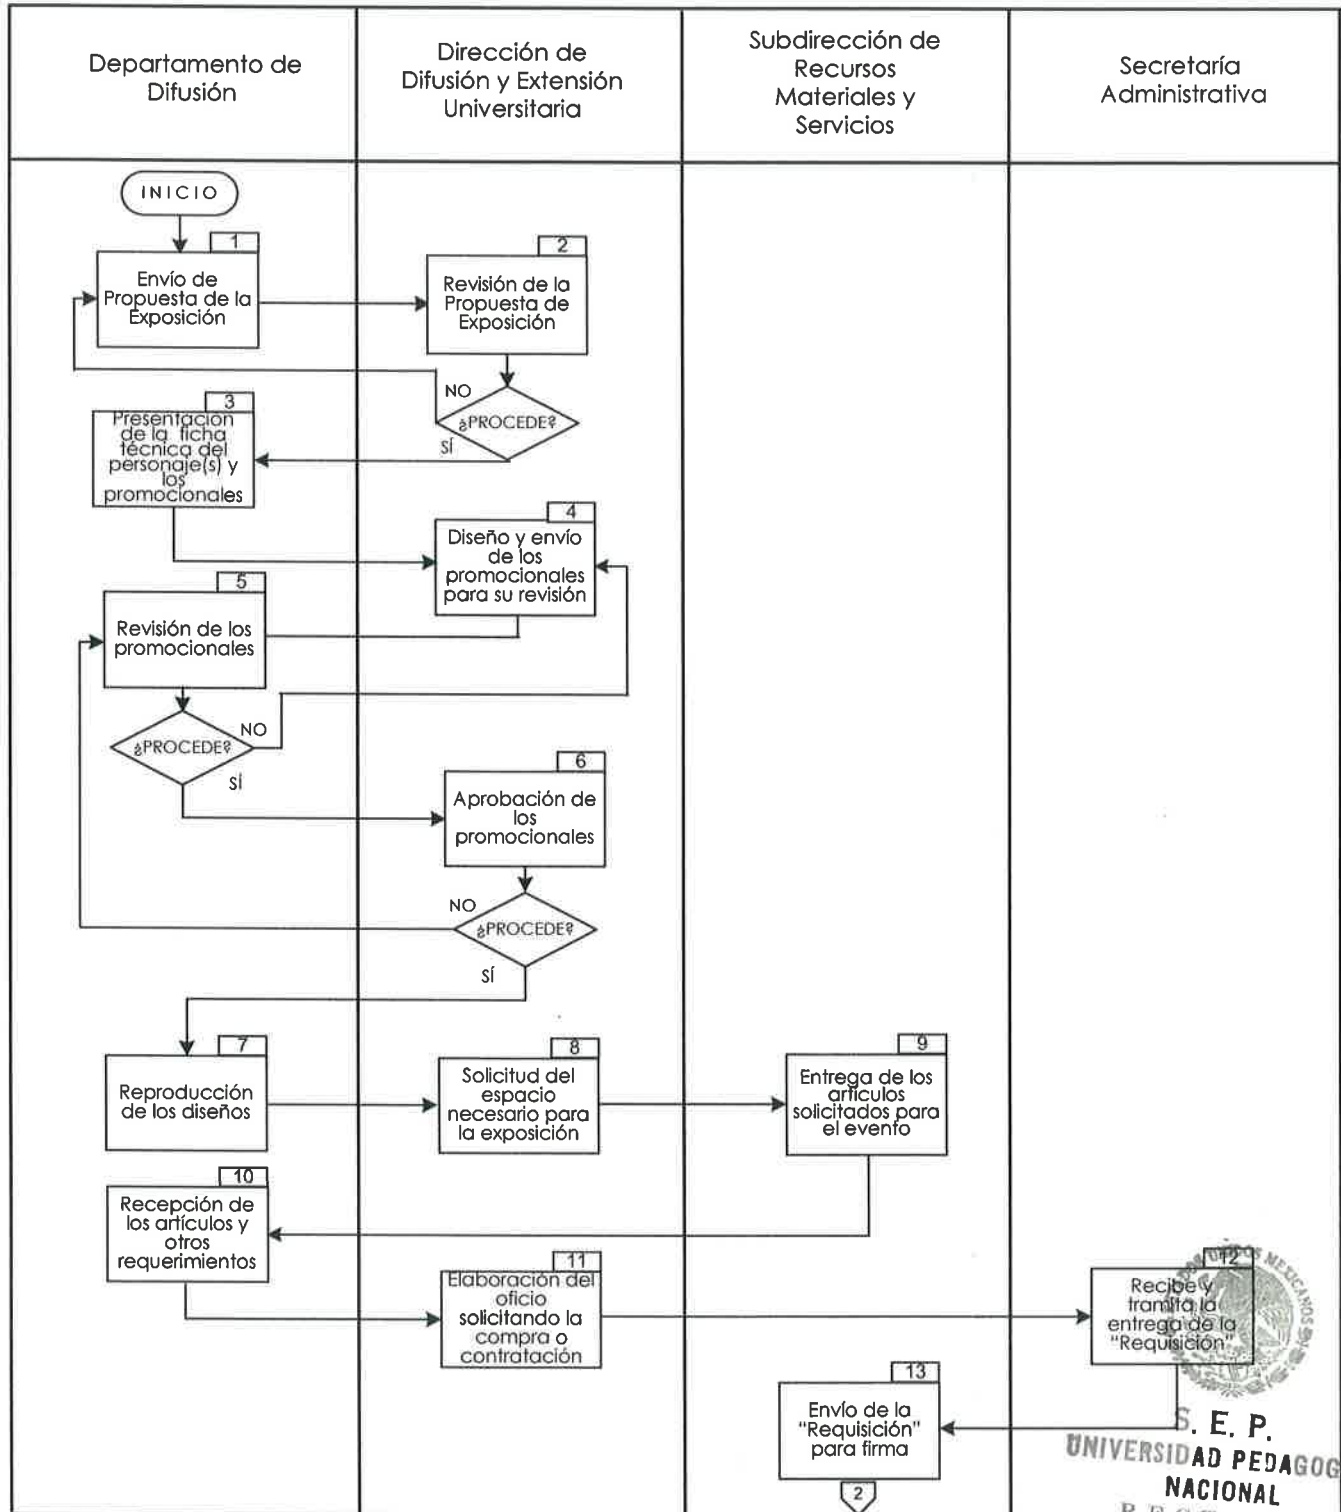 Departamento de
Difusión
Dirección de
Difusión y Extensión
Universitaria
Subdirección de
Recursos
Materiales y
Servicios
Secretaría
Administrativa
INICIO
1
Envío de
Propuesta de la
Exposición
2
Revisión de la
Propuesta de
Exposición
NO
¿PROCEDE?
SÍ
3
Presentación
de la ficha
técnica del
personaje(s) y
los
promocionales
4
Diseño y envío
de los
promocionales
para su revisión
5
Revisión de los
promocionales
NO
¿PROCEDE?
SÍ
6
Aprobación de
los
promocionales
NO
¿PROCEDE?
SÍ
7
Reproducción
de los diseños
8
Solicitud del
espacio
necesario para
la exposición
9
Entrega de los
artículos
solicitados para
el evento
10
Recepción de
los artículos y
otros
requerimientos
11
Elaboración del
oficio
solicitando la
compra o
contratación
12
Recibe y
tramita la
entrega de la
"Requisición"
13
Envío de la
"Requisición"
para firma
2
UNIDOS MEXICANOS
S. E. P.
UNIVERSIDAD PEDAGOG
NACIONAL